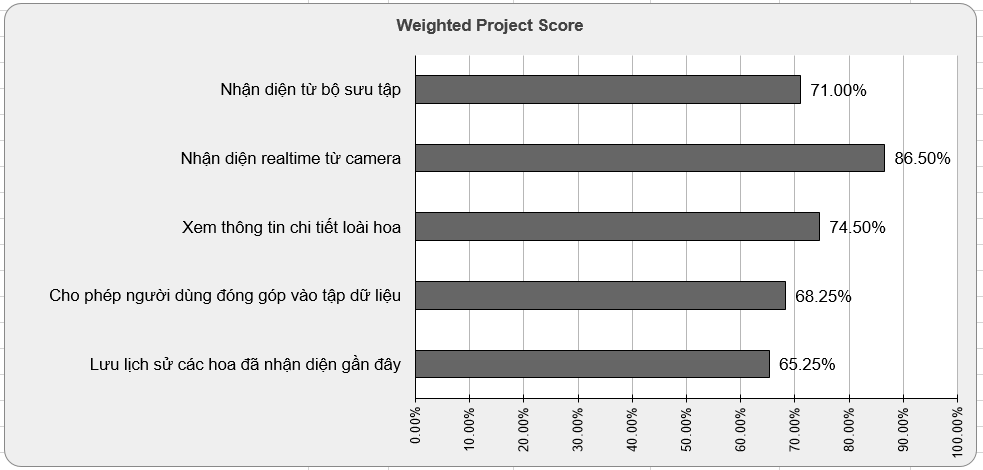 Weighted Project Score
Nhận diện từ bộ sưu tập
71.00%
Nhận diện realtime từ camera
86.50%
Xem thông tin chi tiết loài hoa
74.50%
Cho phép người dùng đóng góp vào tập dữ liệu
68.25%
Lưu lịch sử các hoa đã nhận diện gần đây
65.25%
0.00%
10.00%
20.00%
30.00%
40.00%
50.00%
60.00%
70.00%
80.00%
90.00%
100.00%